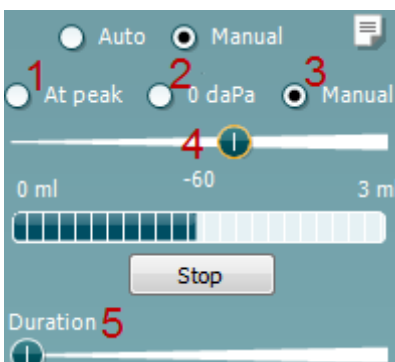 Auto Manual
1 2 3
At peak 0 daPa Manual
4
-60
0 ml 3 m
Stop
Duration 5